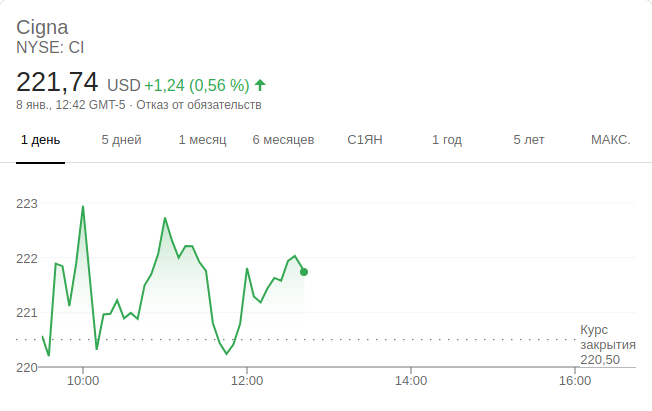 Cigna
NYSE: CI
221,74 USD +1,24 (0,56 %)
8 янв., 12:42 GMT-5 · Отказ от обязательств
1 день 5 дней 1 месяц 6 месяцев С1ЯН 1 год 5 лет МАКС.
223
222
221
Курс
закрытия
220,50
220
10:00 12:00 14:00 16:00